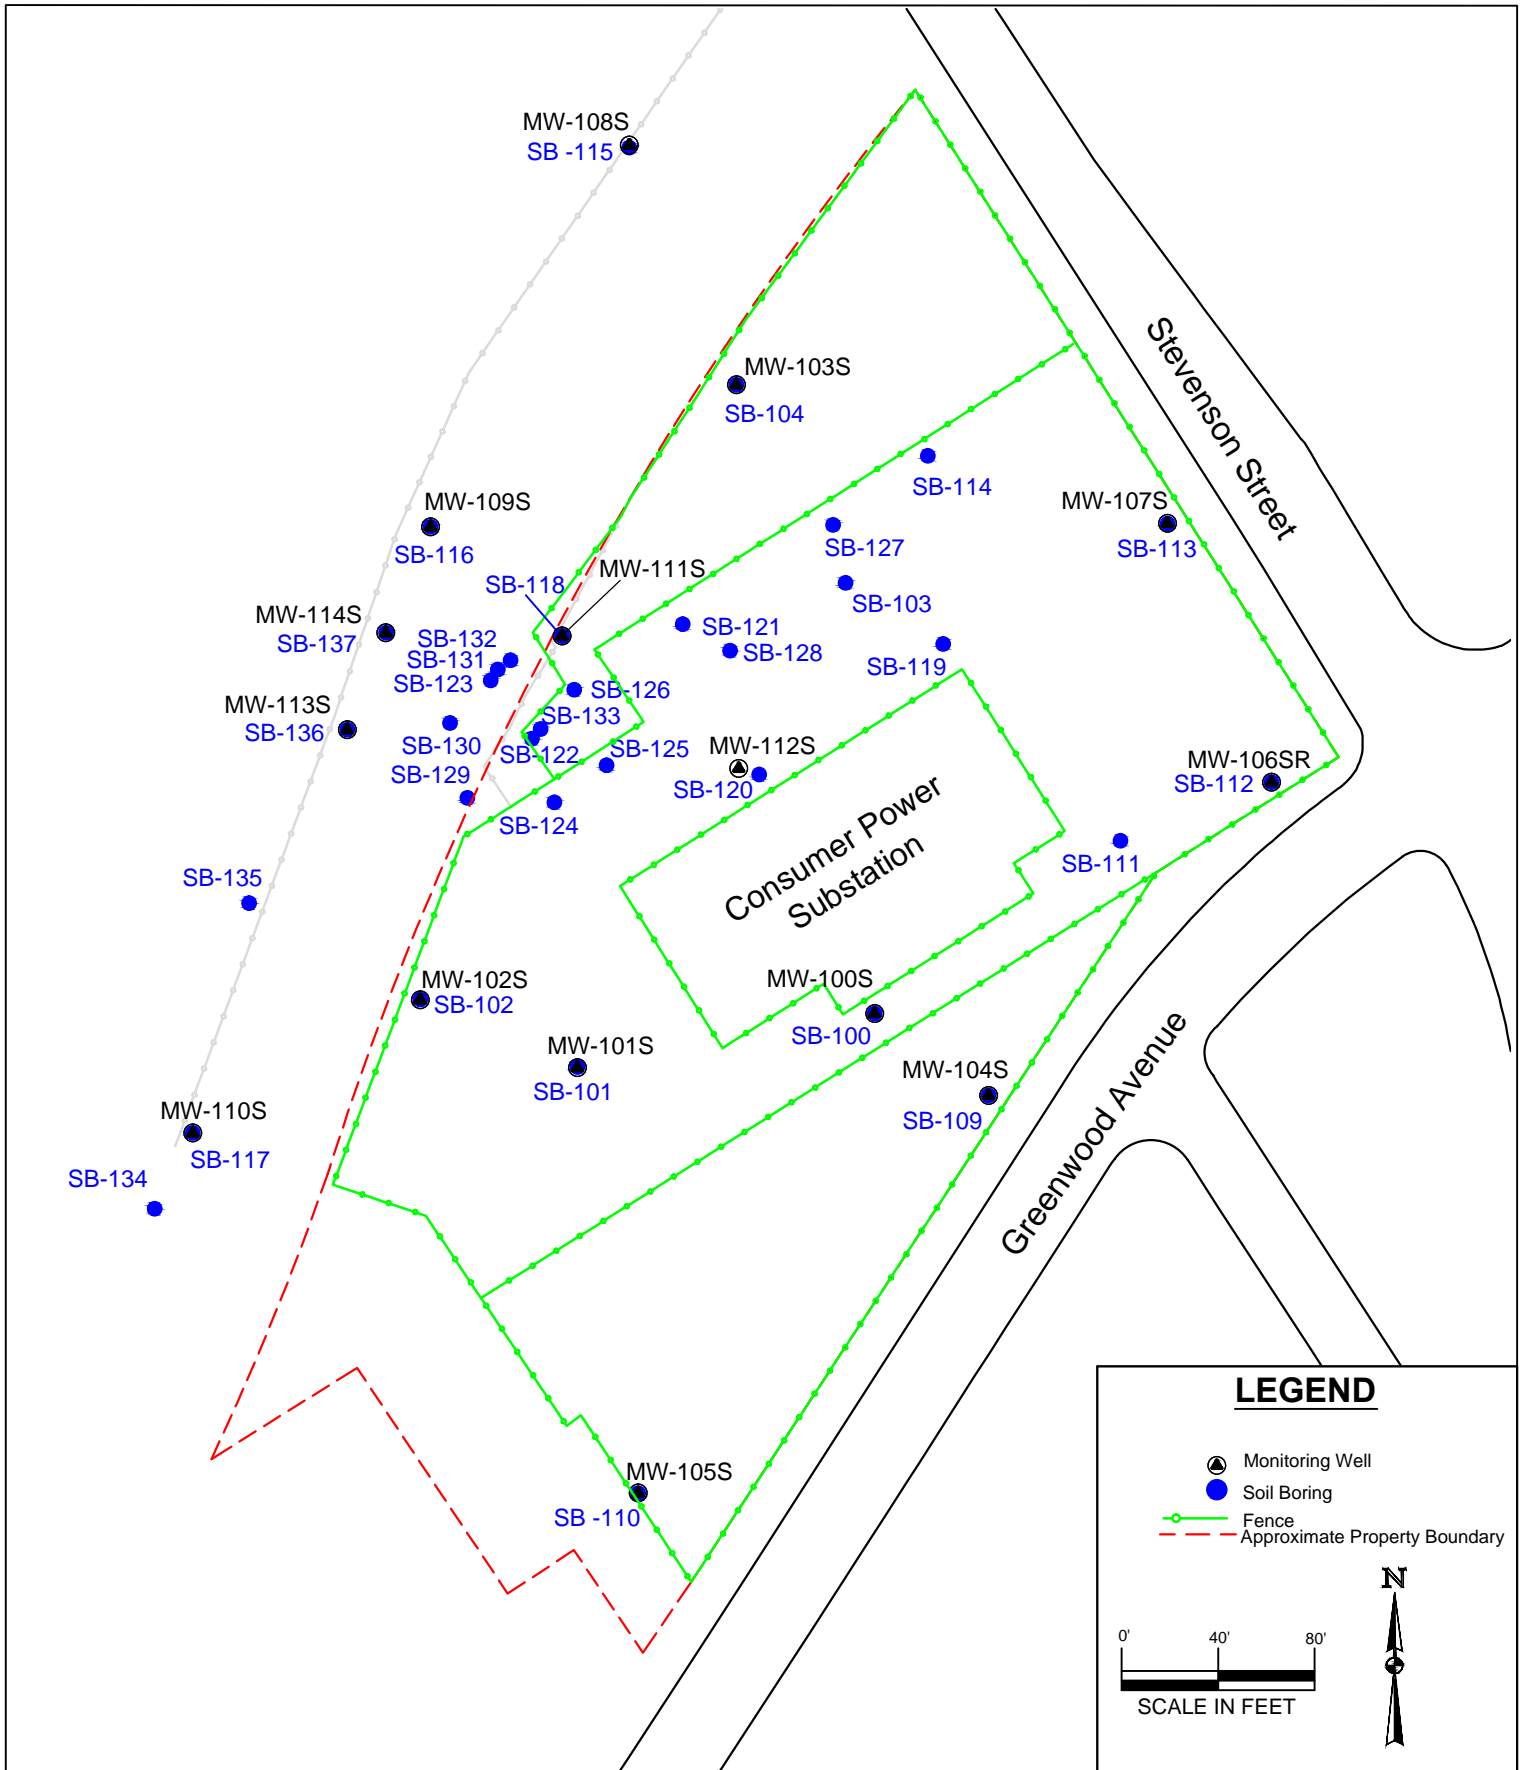 MW-108S
SB -115
MW-103S
SB-104
Stevenson Street
SB-114
MW-107S
SB-113
MW-109S
SB-116
SB-127
SB-118
MW-111S
SB-103
MW-114S
SB-137
SB-132
SB-131
SB-123
SB-121
SB-128
SB-119
SB-126
MW-113S
SB-136
SB-133
SB-130
SB-122
SB-125
MW-112S
SB-120
MW-106SR
SB-112
SB-129
SB-124
Consumer Power
Substation
SB-111
SB-135
MW-102S
SB-102
MW-100S
SB-100
MW-101S
SB-101
MW-104S
SB-109
Greenwood Avenue
MW-110S
SB-117
SB-134
MW-105S
SB -110
LEGEND
Monitoring Well
Soil Boring
Fence
Approximate Property Boundary
N
0' 40' 80'
SCALE IN FEET